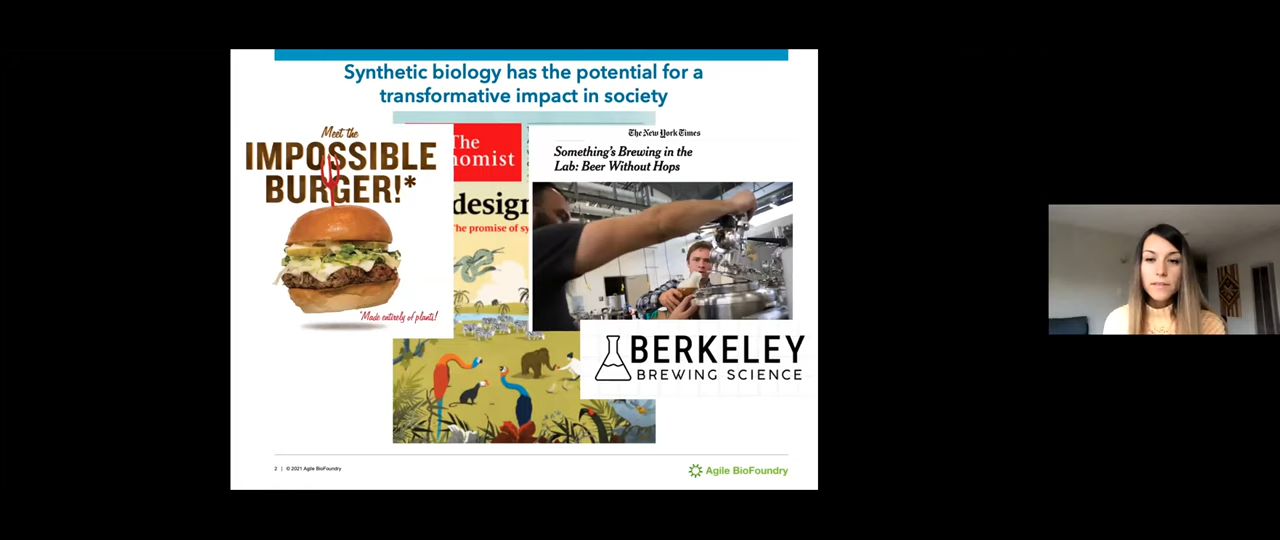 Synthetic biology has the potential for a
transformative impact in society
Meet the
IMPOSSIBLE
BURGER!*
*Made entirely of plants!
The
nomist
design
The promise of sy
The New York Times
Something's Brewing in the
Lab: Beer Without Hops
BERKELEY
BREWING SCIENCE
2 | © 2021 Agile BioFoundry
Agile BioFoundry